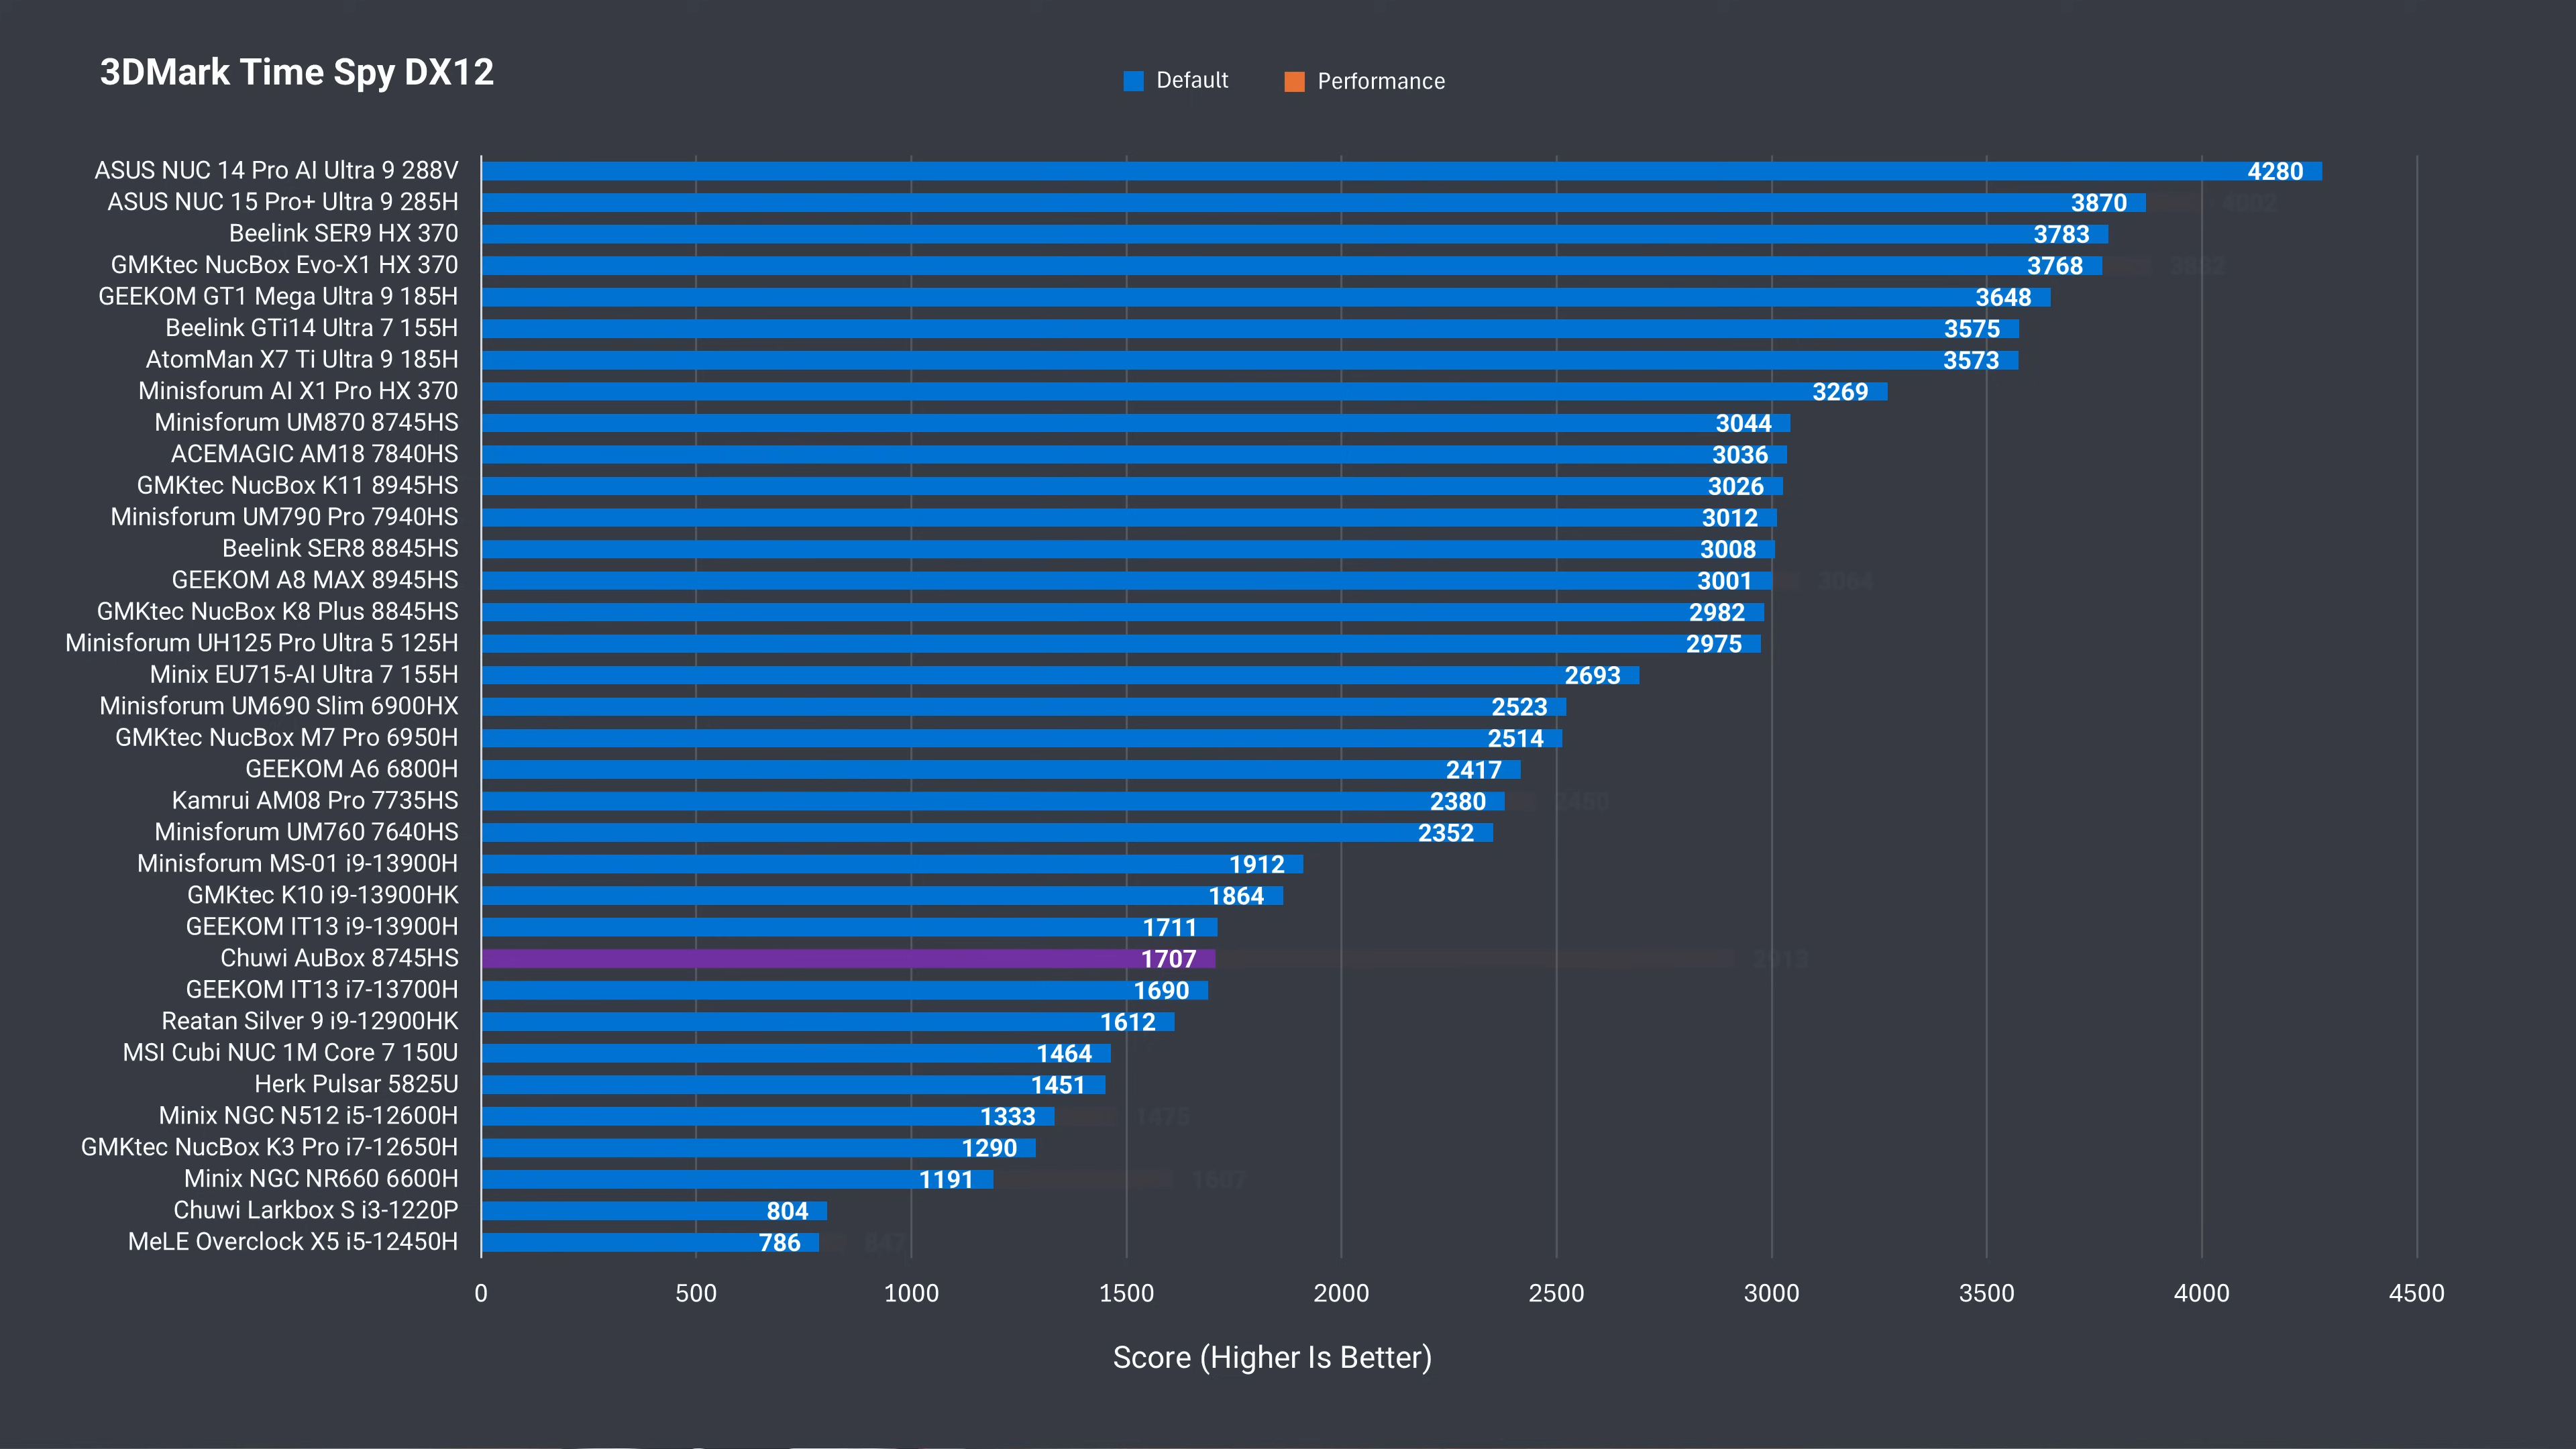 3DMark Time Spy DX12
Default
Performance
ASUS NUC 14 Pro AI Ultra 9 288V 4280
ASUS NUC 15 Pro+ Ultra 9 285H 3870 4002
Beelink SER9 HX 370 3783
GMKtec NucBox Evo-X1 HX 370 3768
GEEKOM GT1 Mega Ultra 9 185H 3648
Beelink GTi14 Ultra 7 155H 3575
AtomMan X7 Ti Ultra 9 185H 3573
Minisforum AI X1 Pro HX 370 3269
Minisforum UM870 8745HS 3044
ACEMAGIC AM18 7840HS 3036
GMKtec NucBox K11 8945HS 3026
Minisforum UM790 Pro 7940HS 3012
Beelink SER8 8845HS 3008
GEEKOM A8 MAX 8945HS 3001 3064
GMKtec NucBox K8 Plus 8845HS 2982
Minisforum UH125 Pro Ultra 5 125H 2975
Minix EU715-AI Ultra 7 155H 2693
Minisforum UM690 Slim 6900HX 2523
GMKtec NucBox M7 Pro 6950H 2514
GEEKOM A6 6800H 2417
Kamrui AM08 Pro 7735HS 2380 2450
Minisforum UM760 7640HS 2352
Minisforum MS-01 i9-13900H 1912
GMKtec K10 i9-13900HK 1864
GEEKOM IT13 i9-13900H 1711
Chuwi AuBox 8745HS 1707 2913
GEEKOM IT13 i7-13700H 1690
Reatan Silver 9 i9-12900HK 1612
MSI Cubi NUC 1M Core 7 150U 1464
Herk Pulsar 5825U 1451
Minix NGC N512 i5-12600H 1333 1475
GMKtec NucBox K3 Pro i7-12650H 1290
Minix NGC NR660 6600H 1191 1607
Chuwi Larkbox S i3-1220P 804
MeLE Overclock X5 i5-12450H 786 847
0 500 1000 1500 2000 2500 3000 3500 4000 4500
Score (Higher Is Better)